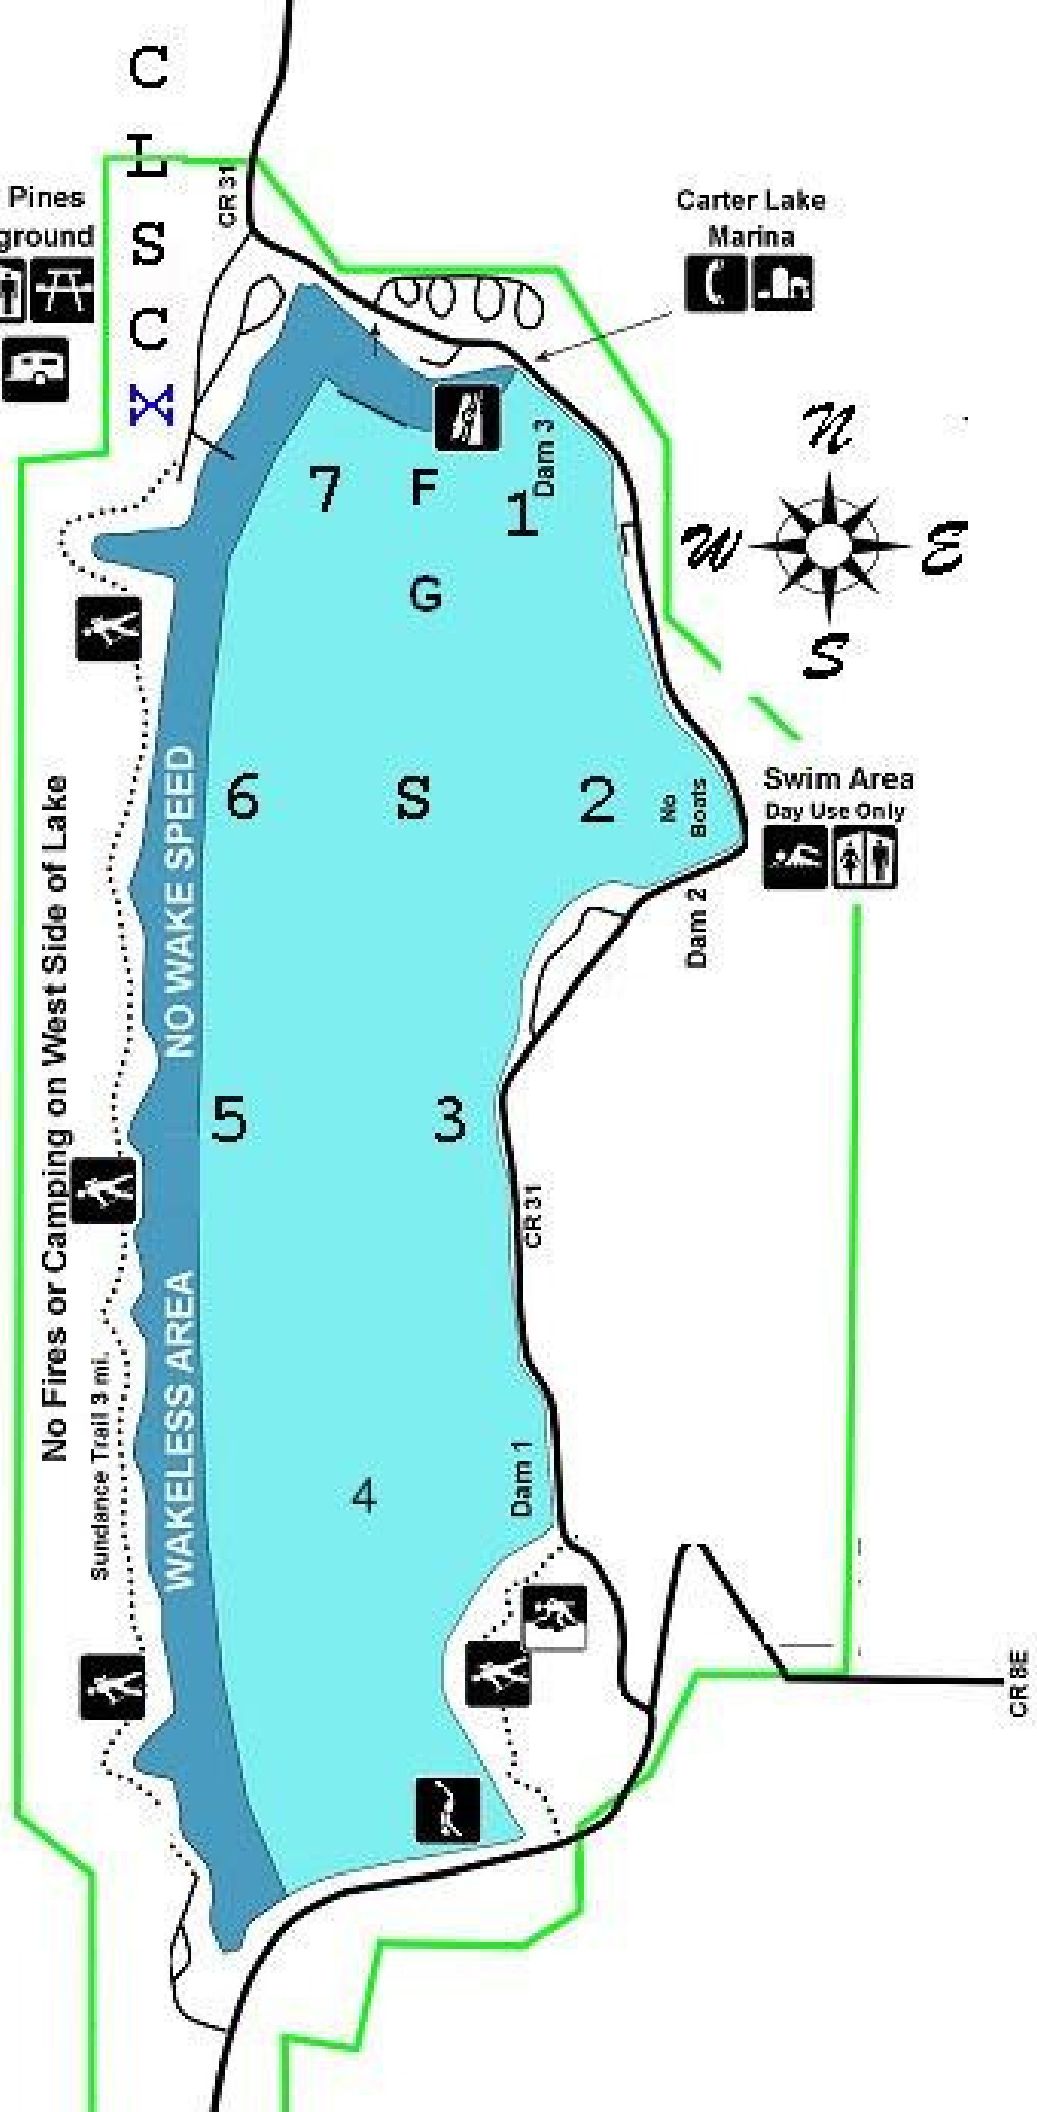 C
L
S
C
X
Pines
ground
CR 31
Carter Lake
Marina
N
W
E
S
Dam 3
7
F
1
G
6
S
2
No
Boats
Swim Area
Day Use Only
Dam 2
NO WAKE SPEED
No Fires or Camping on West Side of Lake
5
3
CR 31
Sundance Trail 3 mi.
WAKELESS AREA
4
Dam 1
CR 8E